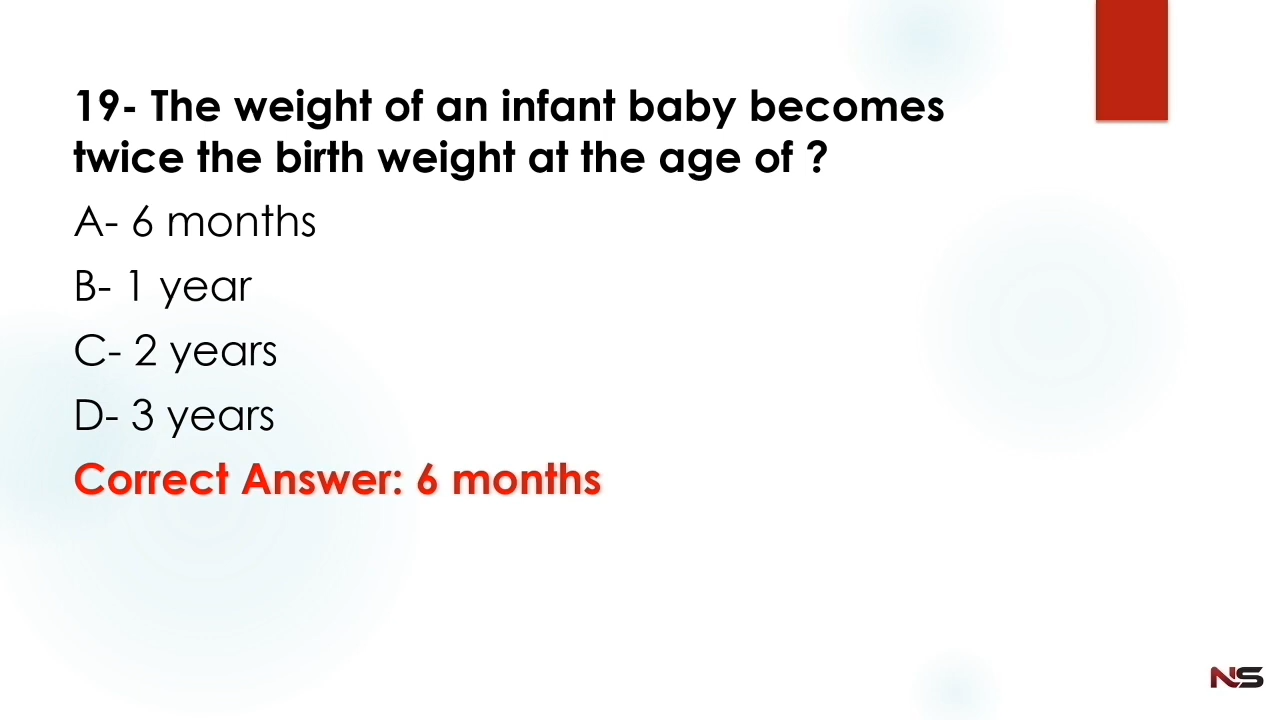 19- The weight of an infant baby becomes
twice the birth weight at the age of ?
A- 6 months
B- 1 year
C- 2 years
D- 3 years
Correct Answer: 6 months
NS